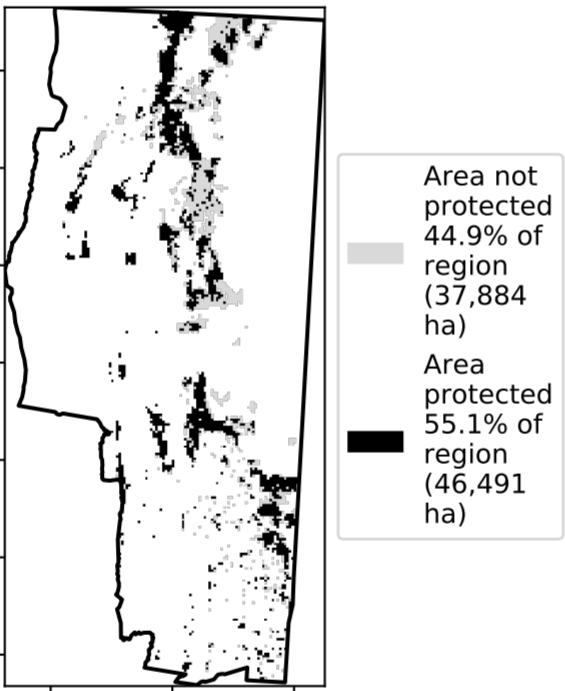 Area not
protected
44.9% of
region
(37,884
ha)
Area
protected
55.1% of
region
(46,491
ha)